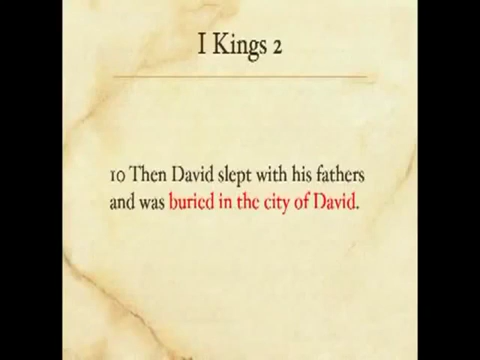 I Kings 2
10 Then David slept with his fathers
and was buried in the city of David.